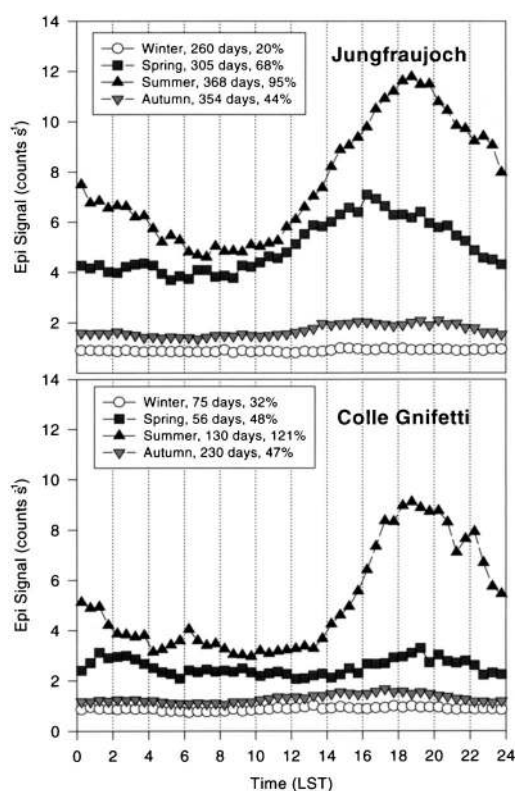 14
12
10
8
6
4
2
Epi Signal (counts s⁻¹)
Winter, 260 days, 20%
Spring, 305 days, 68%
Summer, 368 days, 95%
Autumn, 354 days, 44%
Jungfraujoch
14
12
10
8
6
4
2
0
Epi Signal (counts s⁻¹)
Winter, 75 days, 32%
Spring, 56 days, 48%
Summer, 130 days, 121%
Autumn, 230 days, 47%
Colle Gnifetti
0 2 4 6 8 10 12 14 16 18 20 22 24
Time (LST)